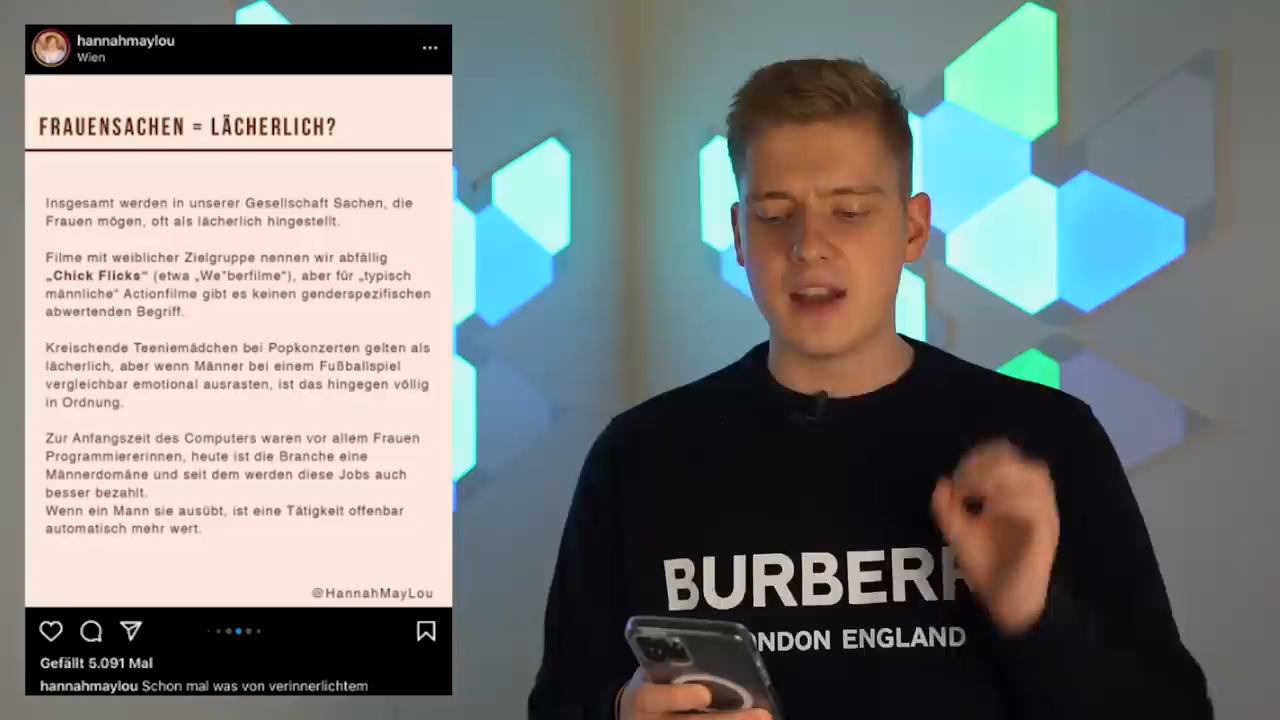 hannahmaylou
Wien
FRAUENSACHEN = LÄCHERLICH?
Insgesamt werden in unserer Gesellschaft Sachen, die
Frauen mögen, oft als lächerlich hingestellt.
Filme mit weiblicher Zielgruppe nennen wir abfällig
„Chick Flicks“ (etwa „We*berfilme“), aber für „typisch
männliche“ Actionfilme gibt es keinen genderspezifischen
abwertenden Begriff.
Kreischende Teeniemädchen bei Popkonzerten gelten als
lächerlich, aber wenn Männer bei einem Fußballspiel
vergleichbar emotional ausrasten, ist das hingegen völlig
in Ordnung.
Zur Anfangszeit des Computers waren vor allem Frauen
Programmiererinnen, heute ist die Branche eine
Männerdomäne und seit dem werden diese Jobs auch
besser bezahlt.
Wenn ein Mann sie ausübt, ist eine Tätigkeit offenbar
automatisch mehr wert.
@HannahMayLou
Gefällt 5.091 Mal
hannahmaylou Schon mal was von verinnerlichtem
BURBERR
ONDON ENGLAND